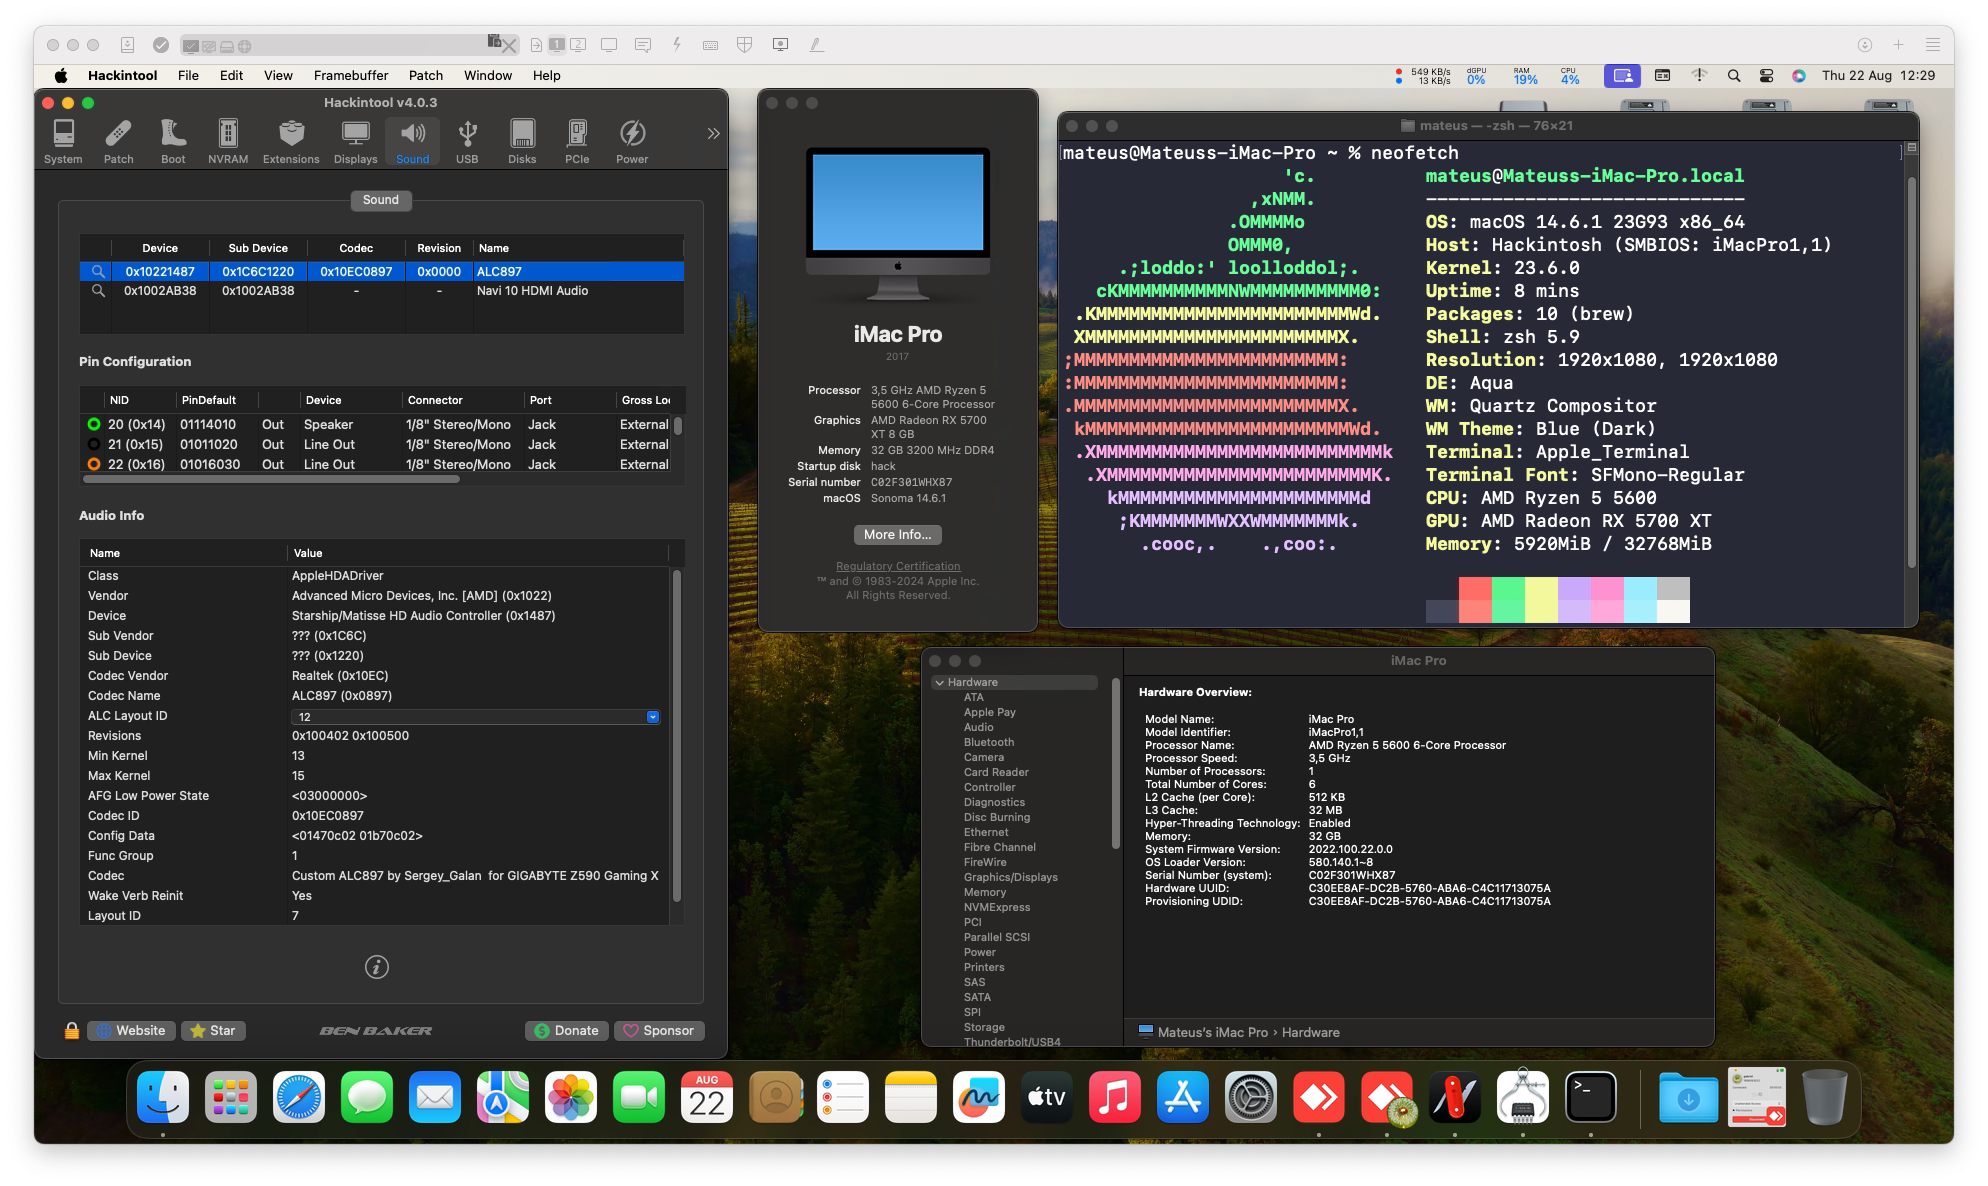 1 2
Hackintool File Edit View Framebuffer Patch Window Help
549 KB/s
13 KB/s
dGPU
0%
RAM
19%
CPU
4%
Thu 22 Aug 12:29
Hackintool v4.0.3
System Patch Boot NVRAM Extensions Displays Sound USB Disks PCIe Power
Sound
Device Sub Device Codec Revision Name
0x10221487 0x1C6C1220 0x10EC0897 0x0000 ALC897
0x1002AB38 0x1002AB38 - - Navi 10 HDMI Audio
Pin Configuration
NID PinDefault Device Connector Port Gross Loc
20 (0x14) 01114010 Out Speaker 1/8" Stereo/Mono Jack External
21 (0x15) 01011020 Out Line Out 1/8" Stereo/Mono Jack External
22 (0x16) 01016030 Out Line Out 1/8" Stereo/Mono Jack External
Audio Info
Name Value
Class AppleHDADriver
Vendor Advanced Micro Devices, Inc. [AMD] (0x1022)
Device Starship/Matisse HD Audio Controller (0x1487)
Sub Vendor ??? (0x1C6C)
Sub Device ??? (0x1220)
Codec Vendor Realtek (0x10EC)
Codec Name ALC897 (0x0897)
ALC Layout ID 12
Revisions 0x100402 0x100500
Min Kernel 13
Max Kernel 15
AFG Low Power State <03000000>
Codec ID 0x10EC0897
Config Data <01470c02 01b70c02>
Func Group 1
Codec Custom ALC897 by Sergey_Galan for GIGABYTE Z590 Gaming X
Wake Verb Reinit Yes
Layout ID 7
Website Star BEN BAKER Donate Sponsor
iMac Pro
2017
Processor 3,5 GHz AMD Ryzen 5
5600 6-Core Processor
Graphics AMD Radeon RX 5700
XT 8 GB
Memory 32 GB 3200 MHz DDR4
Startup disk hack
Serial number C02F301WHX87
macOS Sonoma 14.6.1
More Info...
Regulatory Certification
™ and © 1983-2024 Apple Inc.
All Rights Reserved.
mateus — -zsh — 76×21
mateus@Mateuss-iMac-Pro ~ % neofetch
'c. mateus@Mateuss-iMac-Pro.local
,xNMM. -----------------------------
.OMMMMo OS: macOS 14.6.1 23G93 x86_64
OMMM0, Host: Hackintosh (SMBIOS: iMacPro1,1)
.;loddo:' loolloddol;. Kernel: 23.6.0
cKMMMMMMMMMMNWMMMMMMMMMM0: Uptime: 8 mins
.KMMMMMMMMMMMMMMMMMMMMMMMWd. Packages: 10 (brew)
XMMMMMMMMMMMMMMMMMMMMMMMX. Shell: zsh 5.9
;MMMMMMMMMMMMMMMMMMMMMMMM: Resolution: 1920x1080, 1920x1080
:MMMMMMMMMMMMMMMMMMMMMMMM: DE: Aqua
.MMMMMMMMMMMMMMMMMMMMMMMMX. WM: Quartz Compositor
kMMMMMMMMMMMMMMMMMMMMMMMMWd. WM Theme: Blue (Dark)
.XMMMMMMMMMMMMMMMMMMMMMMMMMMk Terminal: Apple_Terminal
.XMMMMMMMMMMMMMMMMMMMMMMMMK. Terminal Font: SFMono-Regular
kMMMMMMMMMMMMMMMMMMMMMMd CPU: AMD Ryzen 5 5600
;KMMMMMMMWXXWMMMMMMMk. GPU: AMD Radeon RX 5700 XT
.cooc,. .,coo:. Memory: 5920MiB / 32768MiB
iMac Pro
Hardware
ATA
Apple Pay
Audio
Bluetooth
Camera
Card Reader
Controller
Diagnostics
Disc Burning
Ethernet
Fibre Channel
FireWire
Graphics/Displays
Memory
NVMExpress
PCI
Parallel SCSI
Power
Printers
SAS
SATA
SPI
Storage
Thunderbolt/USB4
Hardware Overview:
Model Name: iMac Pro
Model Identifier: iMacPro1,1
Processor Name: AMD Ryzen 5 5600 6-Core Processor
Processor Speed: 3,5 GHz
Number of Processors: 1
Total Number of Cores: 6
L2 Cache (per Core): 512 KB
L3 Cache: 32 MB
Hyper-Threading Technology: Enabled
Memory: 32 GB
System Firmware Version: 2022.100.22.0.0
OS Loader Version: 580.140.1~8
Serial Number (system): C02F301WHX87
Hardware UUID: C30EE8AF-DC2B-5760-ABA6-C4C11713075A
Provisioning UDID: C30EE8AF-DC2B-5760-ABA6-C4C11713075A
Mateus's iMac Pro › Hardware
AUG
22
tv
>_